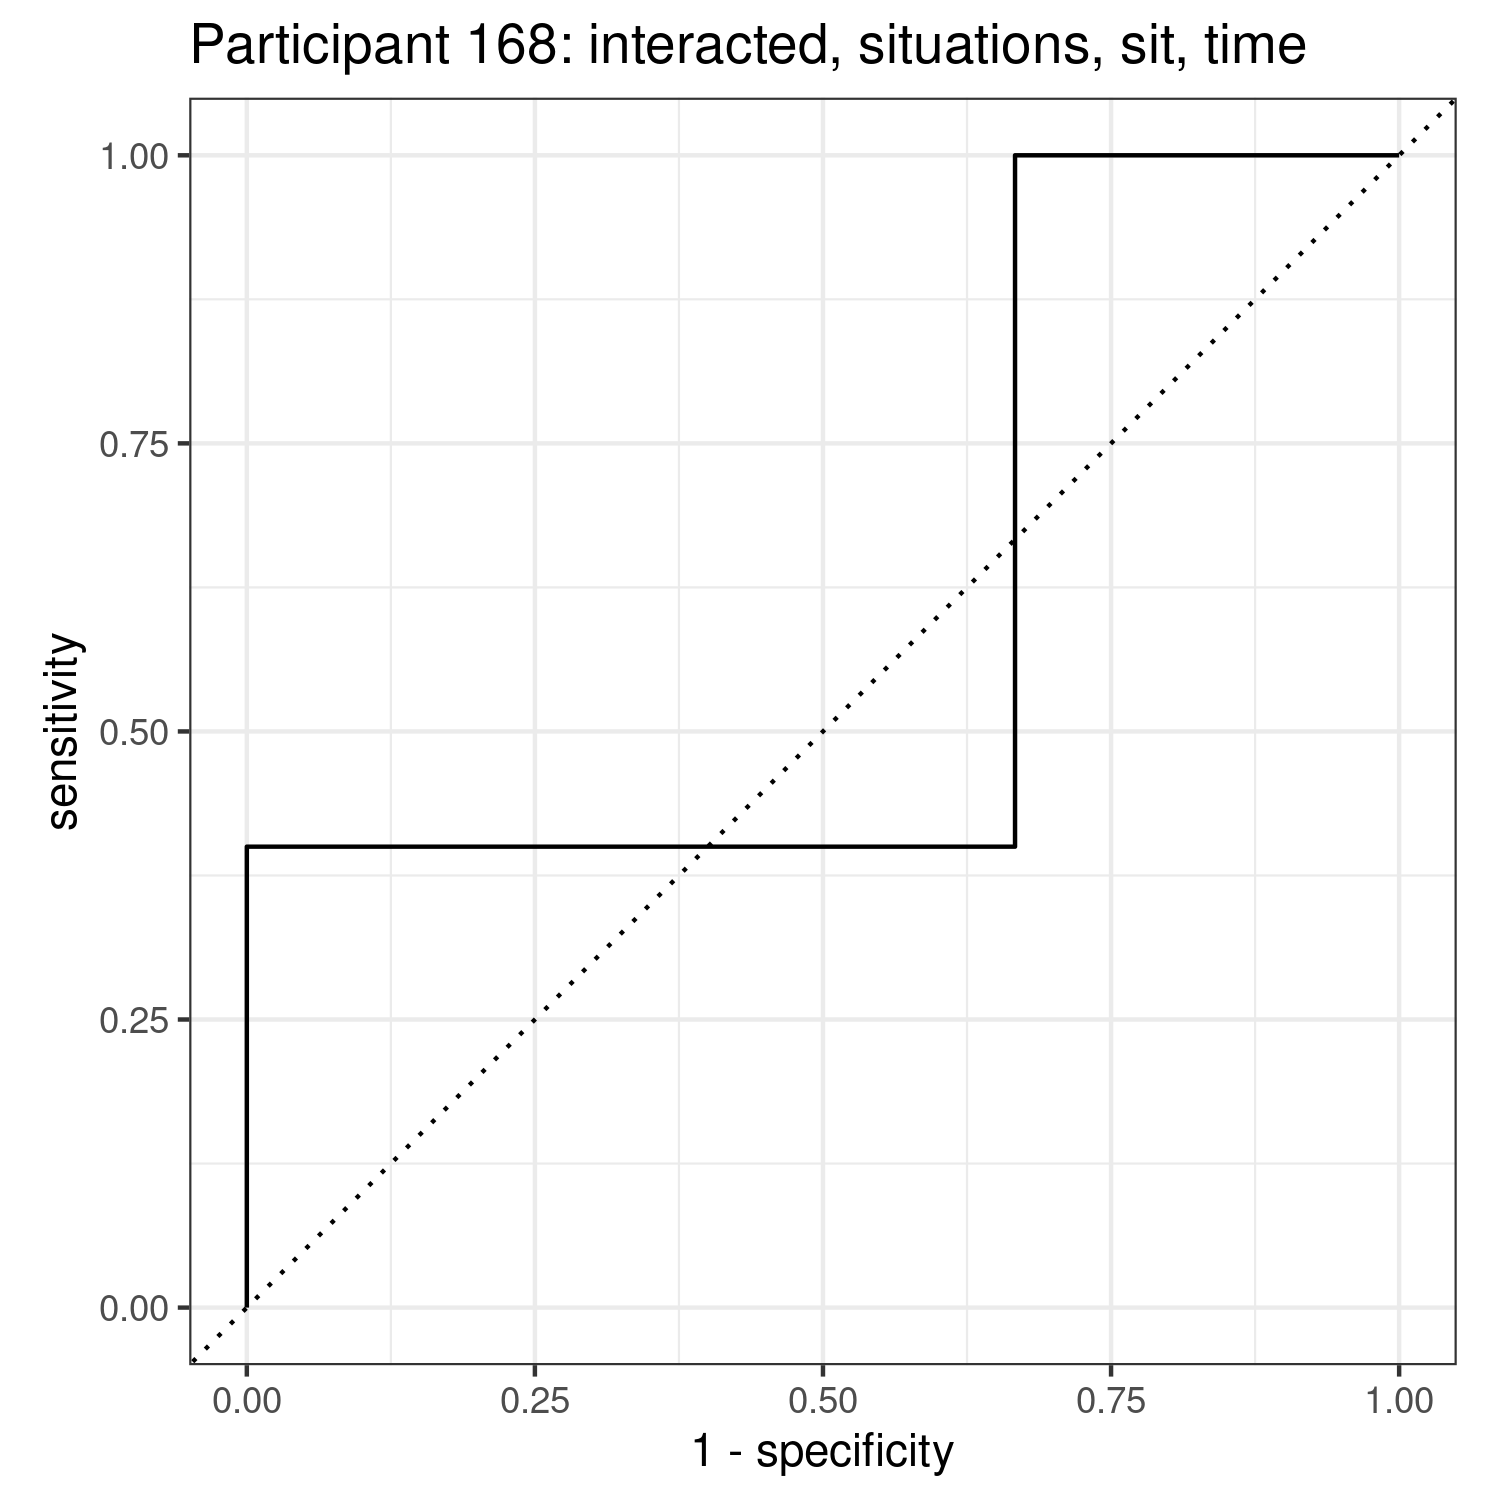 Participant 168: interacted, situations, sit, time
1.00
0.75
0.50
0.25
0.00
sensitivity
0.00 0.25 0.50 0.75 1.00
1 - specificity